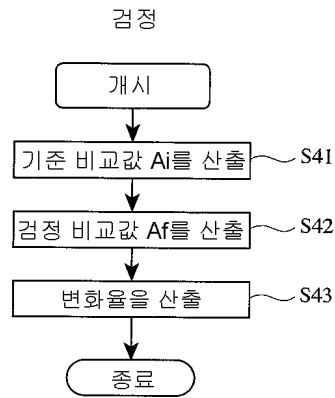 검정
개시
기준 비교값 Ai를 산출 S41
검정 비교값 Af를 산출 S42
변화율을 산출 S43
종료